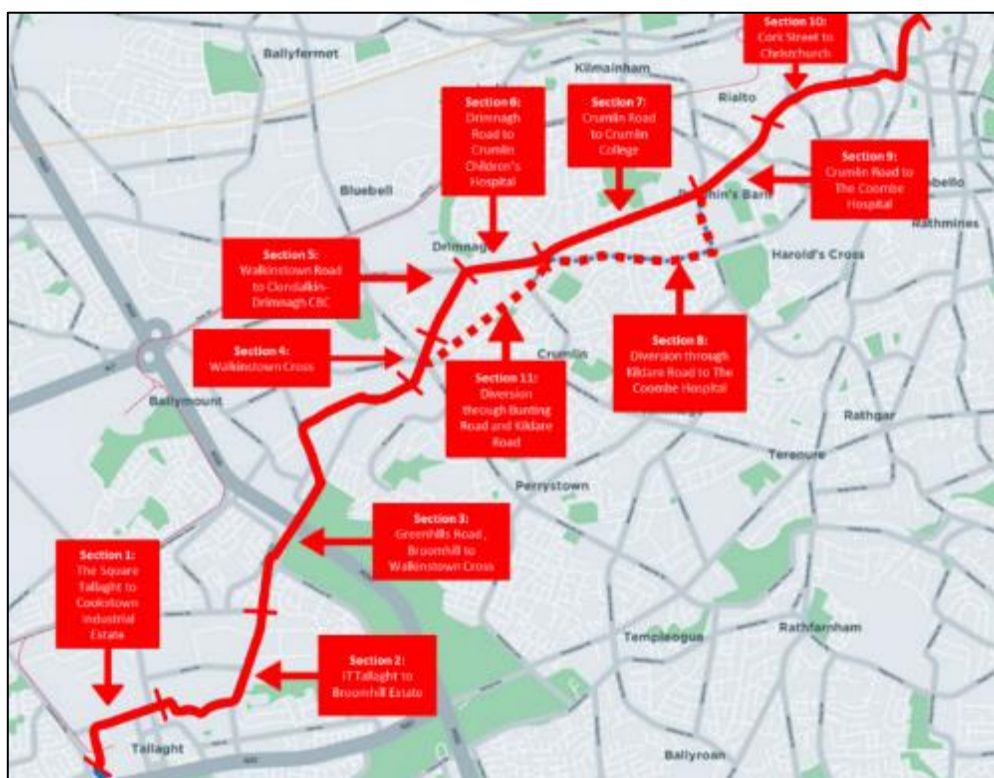 Section 10:
Cork Street to
Christchurch
Ballyfermot
Kilmainham
Section 6:
Drimnagh
Road to
Crumlin
Children's
Hospital
Section 7:
Crumlin Road
to Crumlin
College
Rialto
Section 9:
Crumlin Road to
The Coombe
Hospital
Bluebell
Rathmines
Drimnag
Harold's Cross
Section 5:
Walkinstown Road
to Clondalkin-
Drimnagh CBC
Section 4:
Walkinstown Cross
Crumlin
Section 8:
Diversion through
Kildare Road to The
Coombe Hospital
Section 11:
Diversion
through Bunting
Road and Kildare
Road
Ballymount
Rathgar
Terenure
Perrystown
Section 3:
Greenhills Road,
Broomhill to
Walkinstown Cross
Section 1:
The Square
Tallaght to
Cookstown
Industrial
Estate
Templeogue
Rathfarnham
Section 2:
IT Tallaght to
Broomhill Estate
Tallaght
Ballyroan